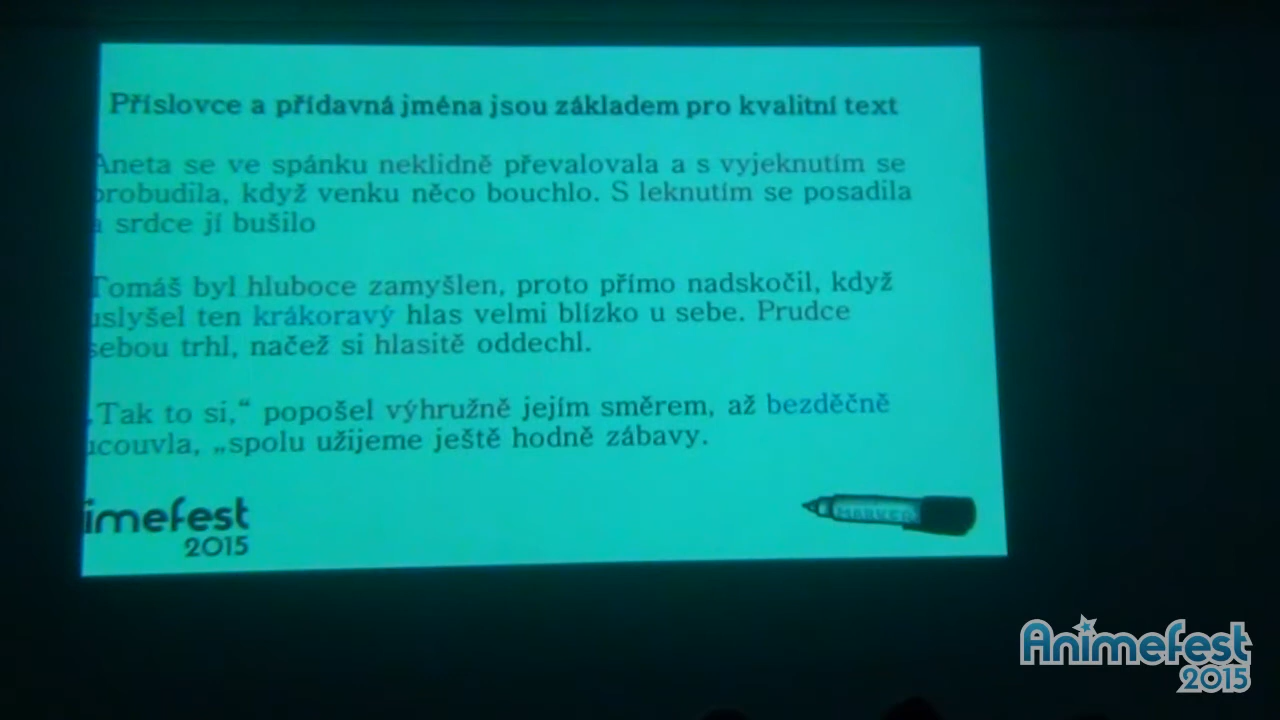 Příslovce a přídavná jména jsou základem pro kvalitní text
Aneta se ve spánku neklidně převalovala a s vyjeknutím se
probudila, když venku něco bouchlo. S leknutím se posadila
a srdce jí bušilo
Tomáš byl hluboce zamyšlen, proto přímo nadskočil, když
uslyšel ten krákoravý hlas velmi blízko u sebe. Prudce
sebou trhl, načež si hlasitě oddechl.
„Tak to si,“ popošel výhružně jejím směrem, až bezděčně
ucouvla, „spolu užijeme ještě hodně zábavy.
imefest
2015
MARKER
Animefest
2015